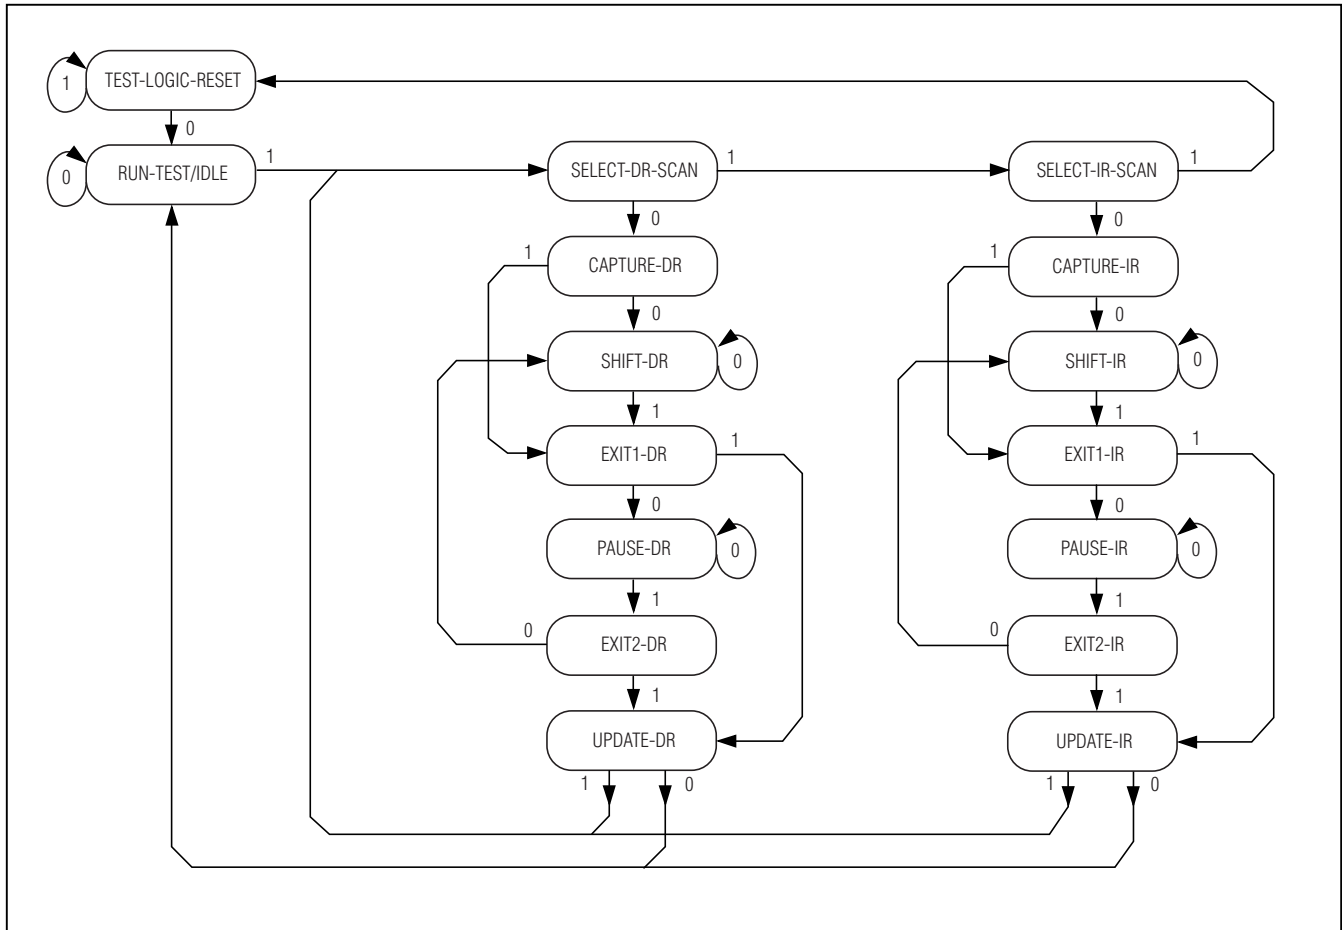 TEST-LOGIC-RESET
1
0
RUN-TEST/IDLE
0
1
SELECT-DR-SCAN
1
SELECT-IR-SCAN
1
0
0
1
CAPTURE-DR
1
CAPTURE-IR
0
0
SHIFT-DR
0
SHIFT-IR
0
1
1
EXIT1-DR
1
EXIT1-IR
1
0
0
PAUSE-DR
0
PAUSE-IR
0
1
1
0
EXIT2-DR
0
EXIT2-IR
1
1
UPDATE-DR
UPDATE-IR
1
0
1
0